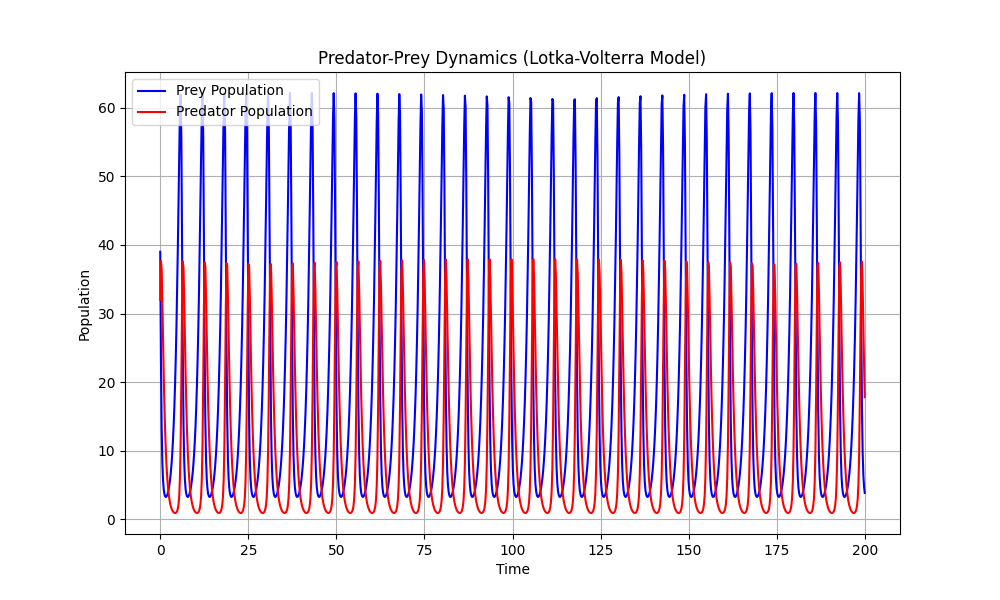 Predator-Prey Dynamics (Lotka-Volterra Model)
Prey Population
Predator Population
Population
60
50
40
30
20
10
0
0 25 50 75 100 125 150 175 200
Time